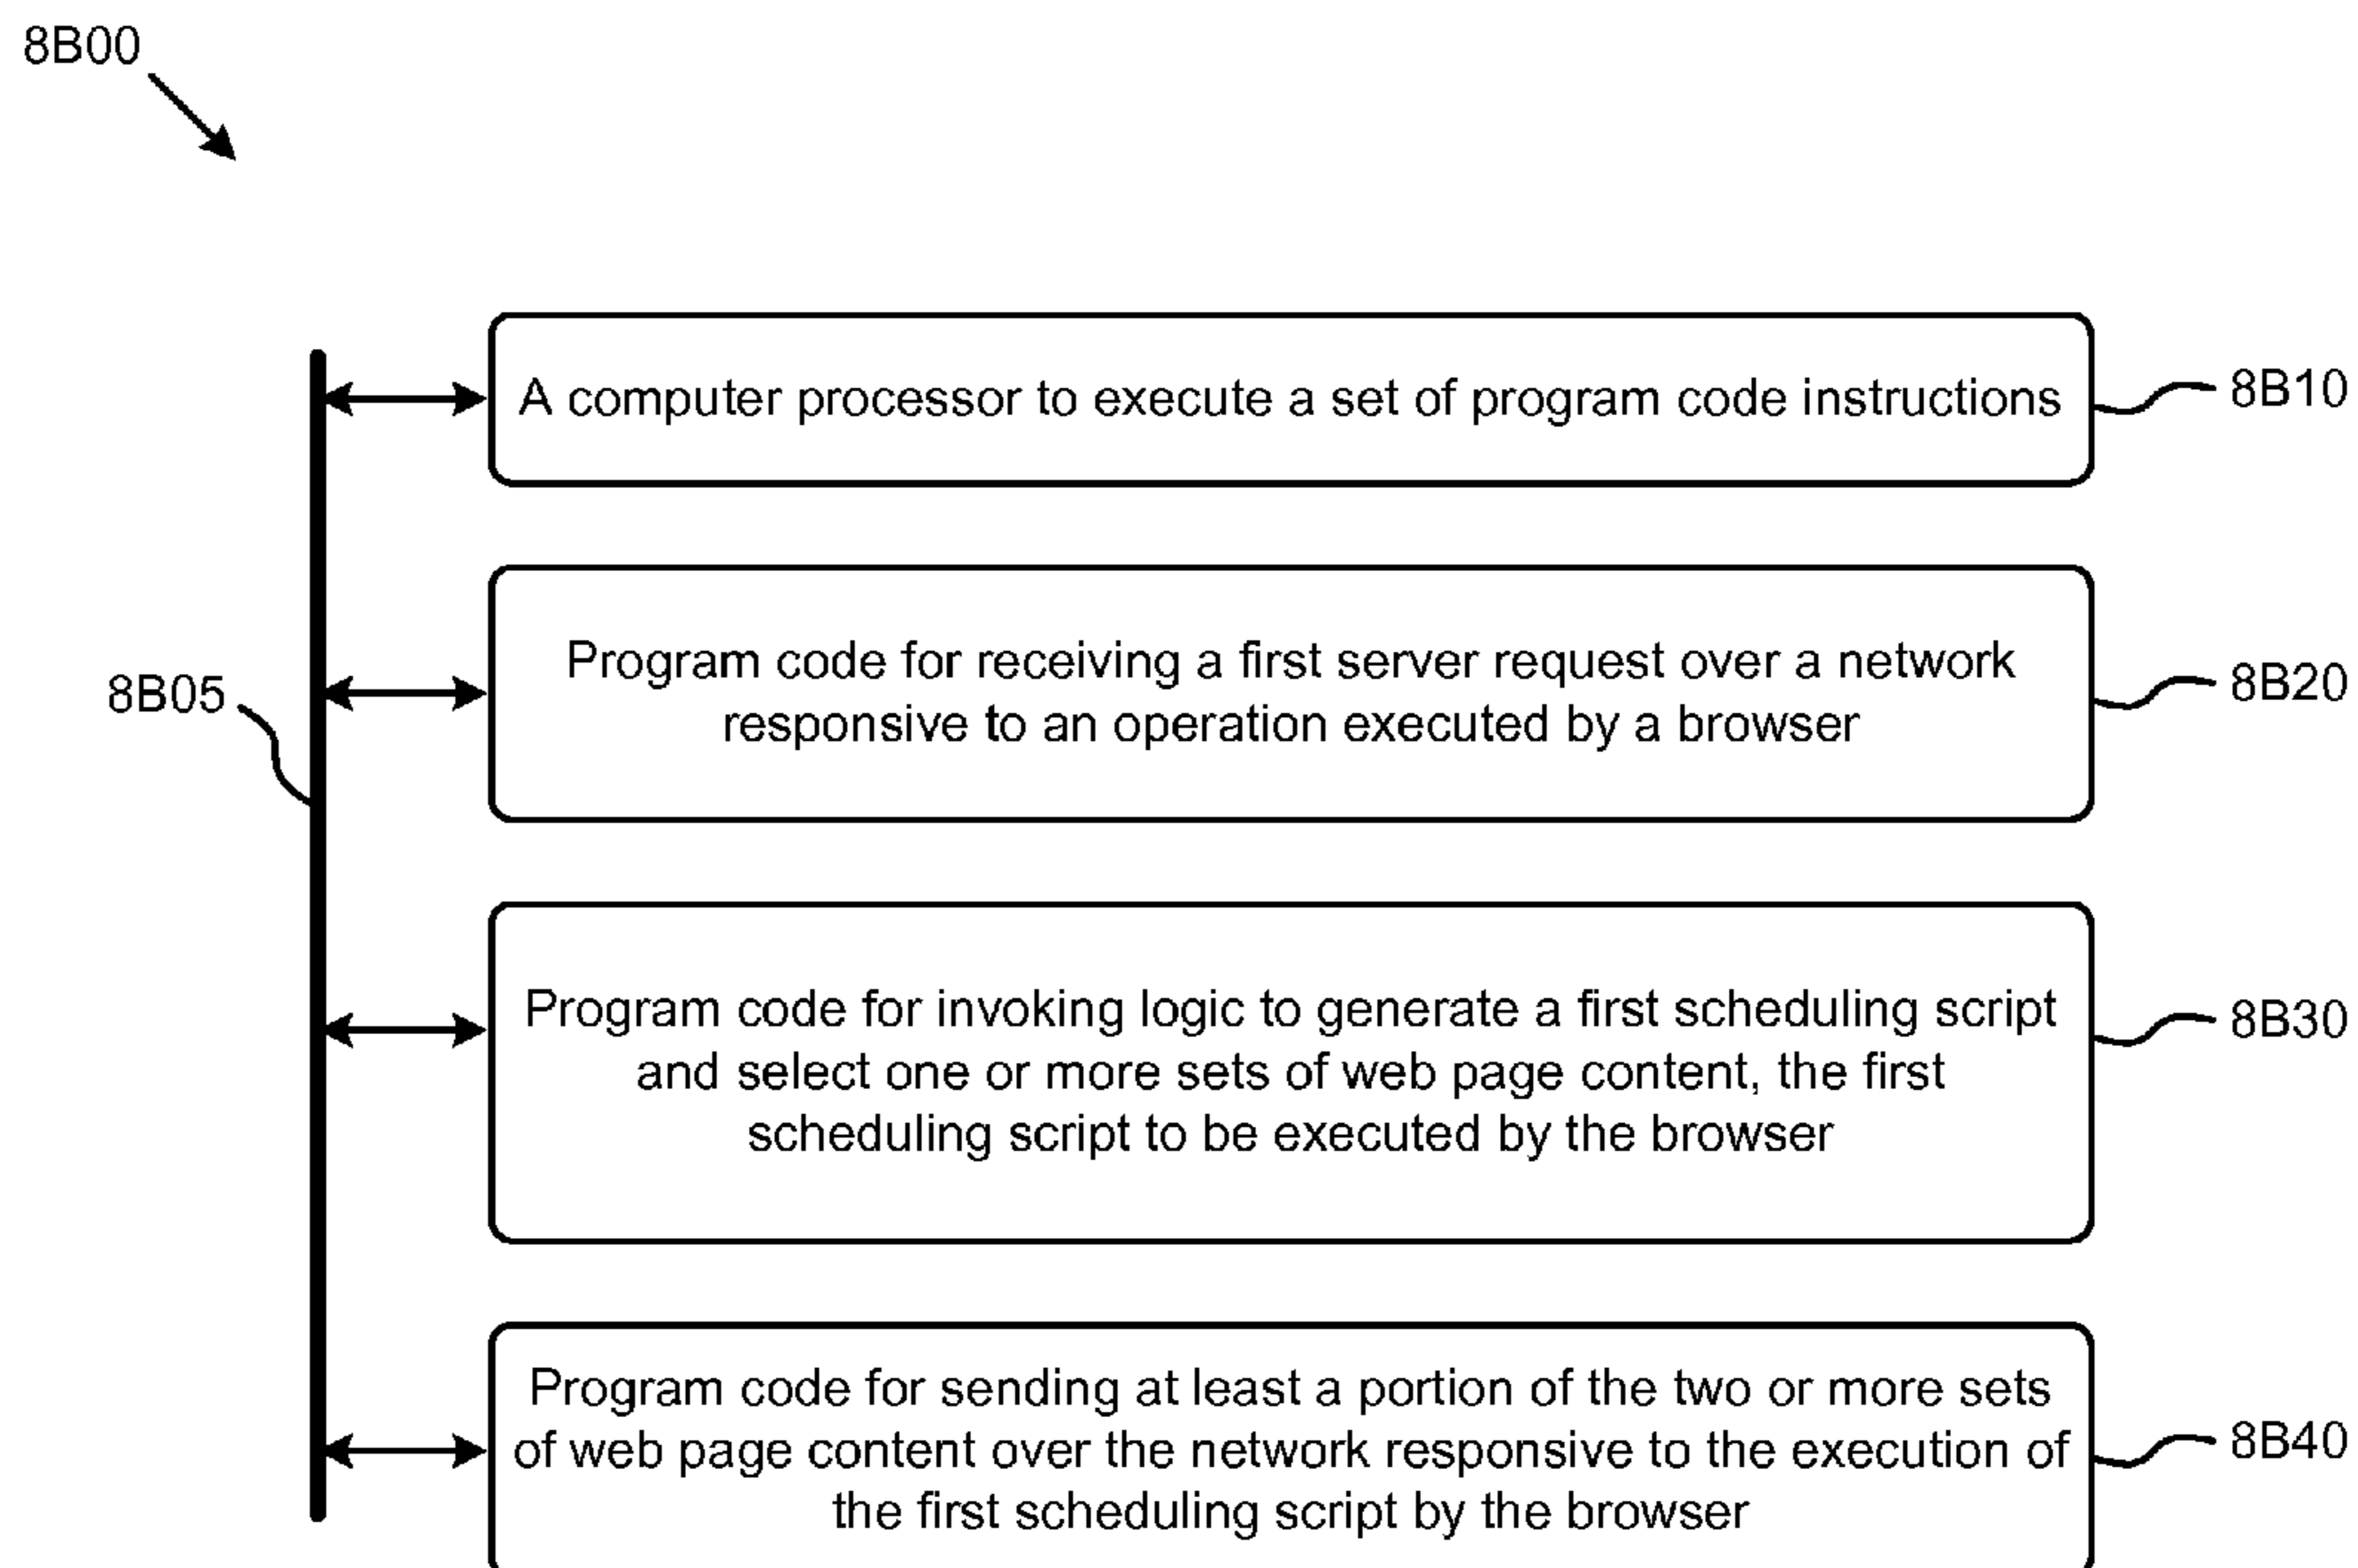 8B00
A computer processor to execute a set of program code instructions
8B10
Program code for receiving a first server request over a network
responsive to an operation executed by a browser
8B20
8B05
Program code for invoking logic to generate a first scheduling script
and select one or more sets of web page content, the first
scheduling script to be executed by the browser
8B30
Program code for sending at least a portion of the two or more sets
of web page content over the network responsive to the execution of
the first scheduling script by the browser
8B40